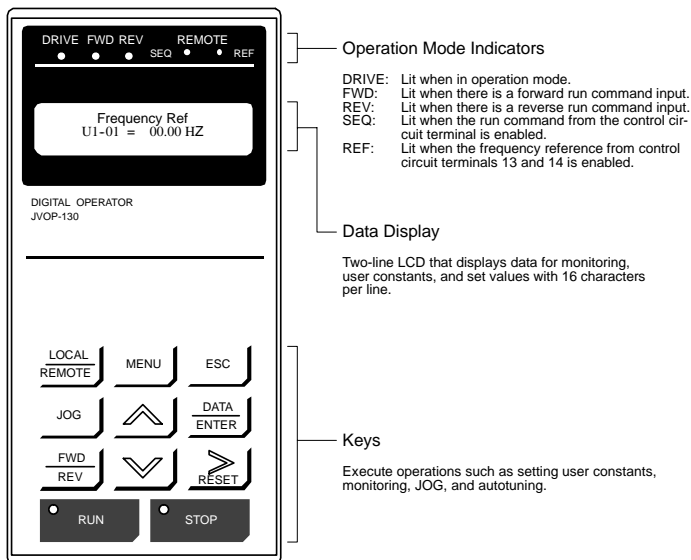 DRIVE FWD REV REMOTE
SEQ REF
Frequency Ref
U1-01 = 00.00 HZ
DIGITAL OPERATOR
JVOP-130
LOCAL
REMOTE
MENU
ESC
JOG
DATA
ENTER
FWD
REV
RESET
RUN
STOP
Operation Mode Indicators
DRIVE: Lit when in operation mode.
FWD: Lit when there is a forward run command input.
REV: Lit when there is a reverse run command input.
SEQ: Lit when the run command from the control cir-
cuit terminal is enabled.
REF: Lit when the frequency reference from control
circuit terminals 13 and 14 is enabled.
Data Display
Two-line LCD that displays data for monitoring,
user constants, and set values with 16 characters
per line.
Keys
Execute operations such as setting user constants,
monitoring, JOG, and autotuning.